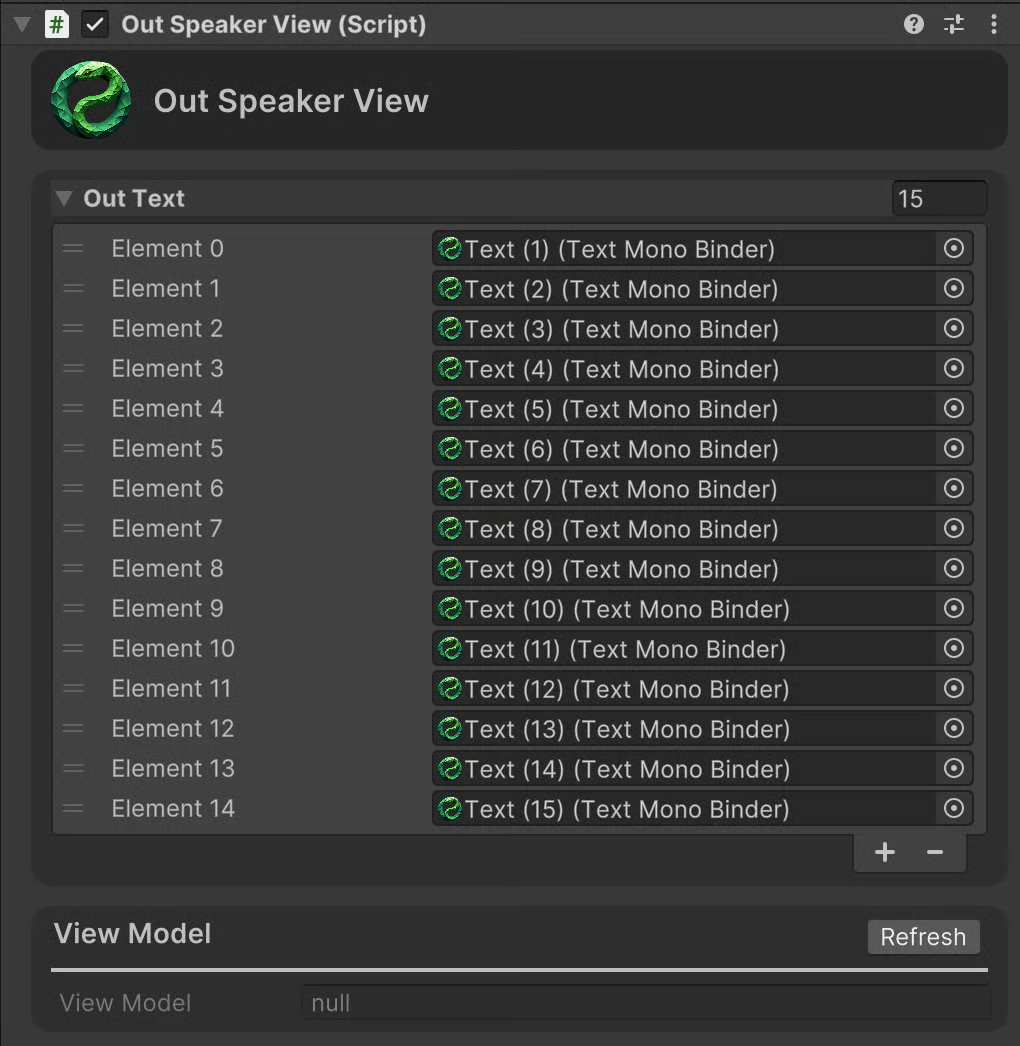 # Out Speaker View (Script)
Out Speaker View
Out Text 15
Element 0 Text (1) (Text Mono Binder)
Element 1 Text (2) (Text Mono Binder)
Element 2 Text (3) (Text Mono Binder)
Element 3 Text (4) (Text Mono Binder)
Element 4 Text (5) (Text Mono Binder)
Element 5 Text (6) (Text Mono Binder)
Element 6 Text (7) (Text Mono Binder)
Element 7 Text (8) (Text Mono Binder)
Element 8 Text (9) (Text Mono Binder)
Element 9 Text (10) (Text Mono Binder)
Element 10 Text (11) (Text Mono Binder)
Element 11 Text (12) (Text Mono Binder)
Element 12 Text (13) (Text Mono Binder)
Element 13 Text (14) (Text Mono Binder)
Element 14 Text (15) (Text Mono Binder)
+ −
View Model Refresh
View Model null